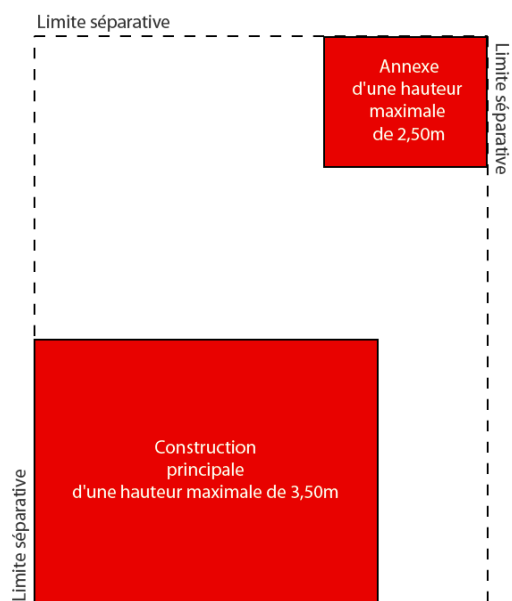 Limite séparative
Annexe
d'une hauteur
maximale
de 2,50m
Limite séparative
Construction
principale
d'une hauteur maximale de 3,50m
Limite séparative